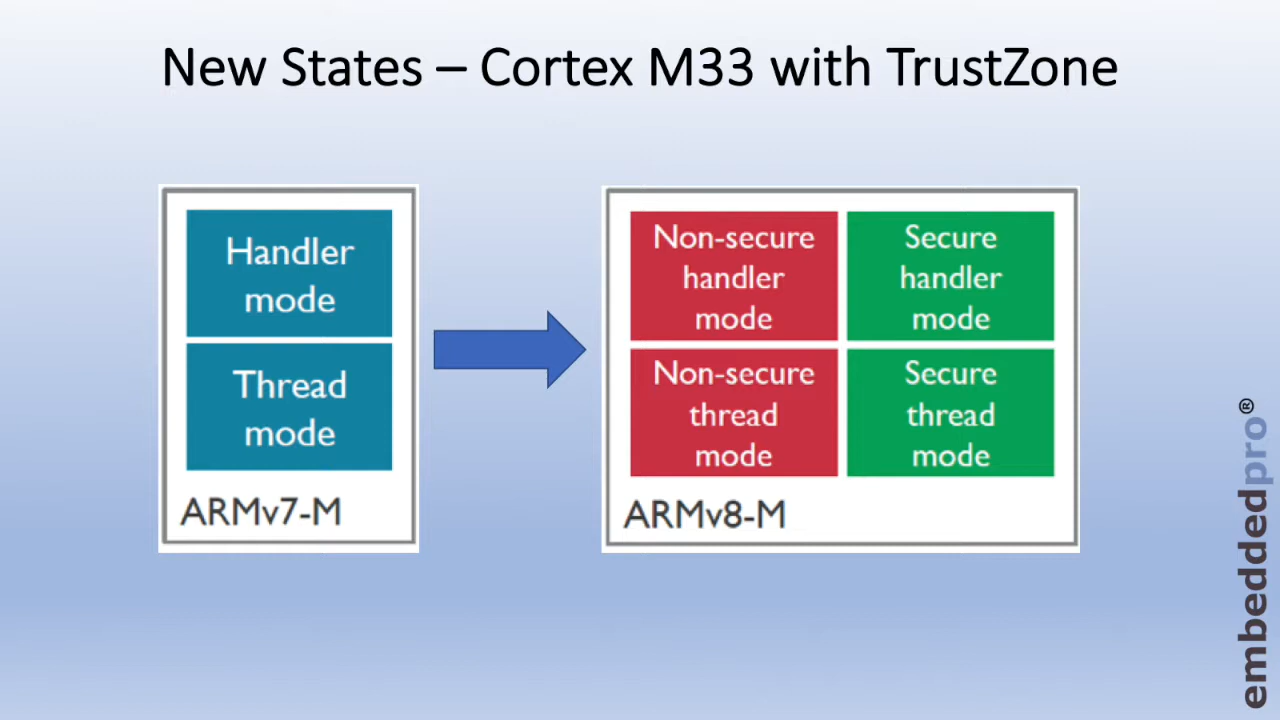 New States – Cortex M33 with TrustZone
Handler
mode
Thread
mode
ARMv7-M
Non-secure
handler
mode
Secure
handler
mode
Non-secure
thread
mode
Secure
thread
mode
ARMv8-M
embeddedpro®